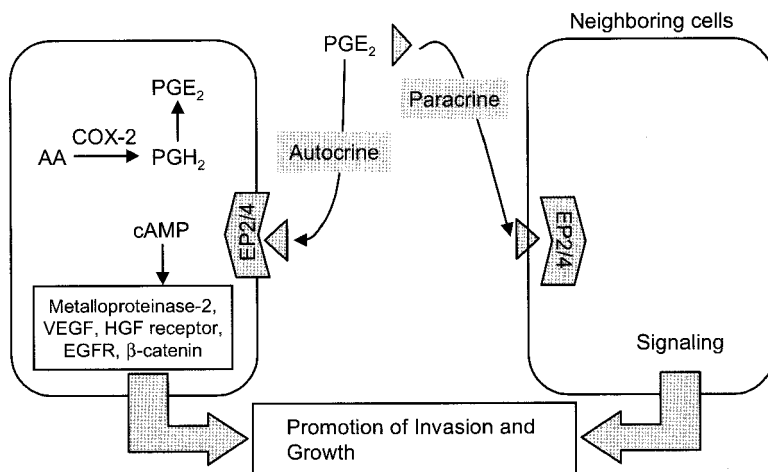 Neighboring cells
PGE₂
PGE₂
Paracrine
COX-2
AA
PGH₂
Autocrine
EP2/4
EP2/4
cAMP
Metalloproteinase-2,
VEGF, HGF receptor,
EGFR, β-catenin
Signaling
Promotion of Invasion and
Growth